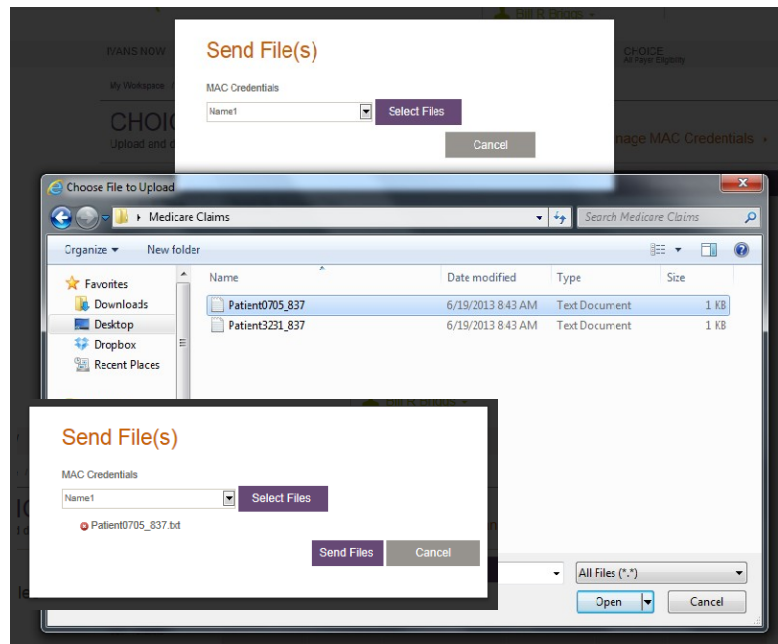 Bill R Briggs
IVANS NOW
CHOICE
All Payer Eligibility
My Workspace
Send File(s)
MAC Credentials
Name1
Select Files
Cancel
CHOI
Upload and d
nage MAC Credentials
Choose File to Upload
Medicare Claims
Search Medicare Claims
Organize
New folder
Name
Date modified
Type
Size
Favorites
Downloads
Desktop
Dropbox
Recent Places
Patient0705_837
6/19/2013 8:43 AM
Text Document
1 KB
Patient3231_837
6/19/2013 8:43 AM
Text Document
1 KB
Send File(s)
MAC Credentials
Name1
Select Files
Patient0705_837.txt
Send Files
Cancel
All Files (*.*)
Open
Cancel